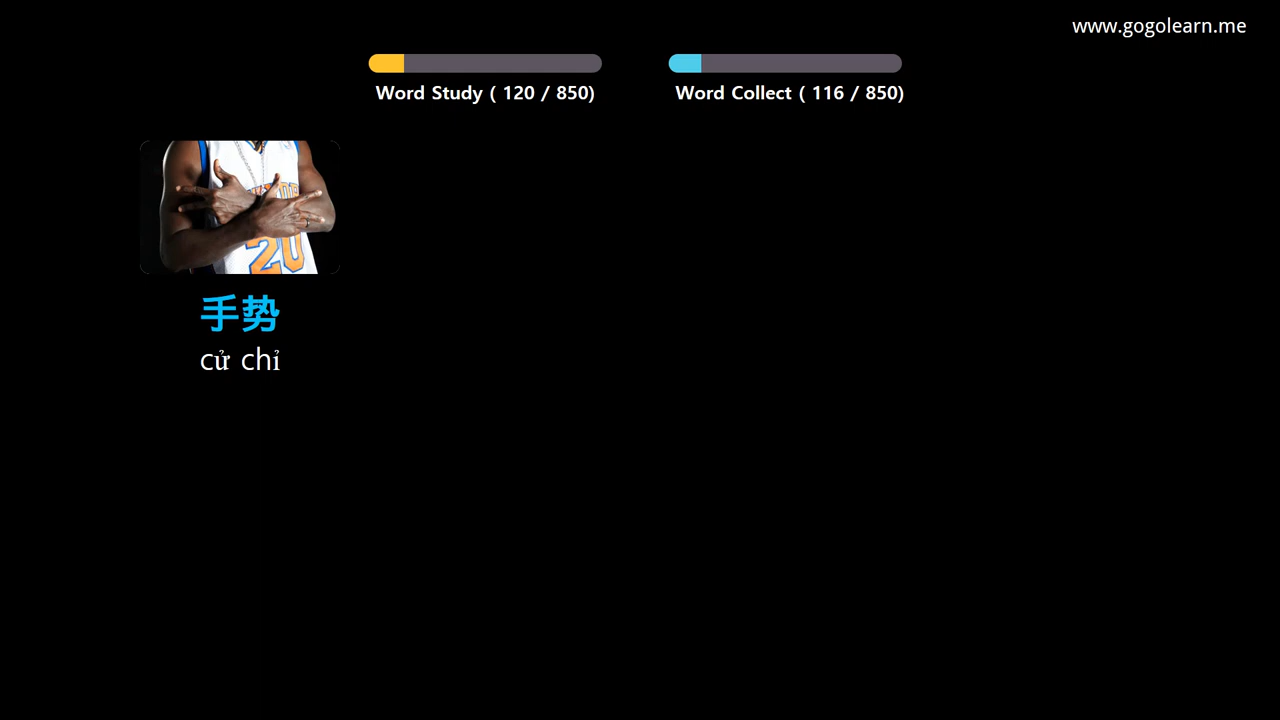 www.gogolearn.me
Word Study ( 120 / 850)
Word Collect ( 116 / 850)
20
手势
cử chỉ